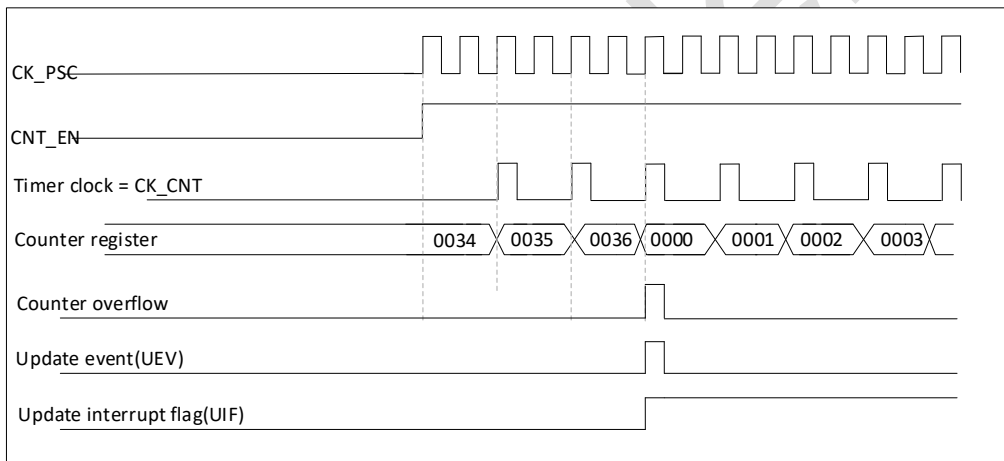 CK_PSC
CNT_EN
Timer clock = CK_CNT
Counter register 0034 0035 0036 0000 0001 0002 0003
Counter overflow
Update event(UEV)
Update interrupt flag(UIF)